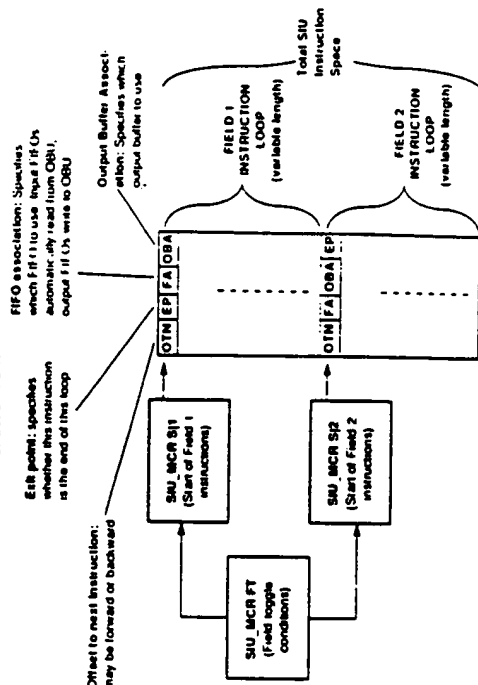 Exit point: specifies
whether this instruction
is the end of this loop
FIFO association: Specifies
which FIFO to use. Input FIFOs
automatically read from OBU,
output FIFOs write to OBU
Offset to next instruction:
may be forward or backward
Output Buffer Associ-
ation: Specifies which
output buffer to use
OTN EP FA OBA
FIELD 1
INSTRUCTION
LOOP
(variable length)
Total SIU
Instruction
Space
SIU_MCR SI1
(Start of Field 1
instructions)
SIU_MCR FT
(Field toggle
conditions)
SIU_MCR SI2
(Start of Field 2
instructions)
OTN FA OBA EP
FIELD 2
INSTRUCTION
LOOP
(variable length)